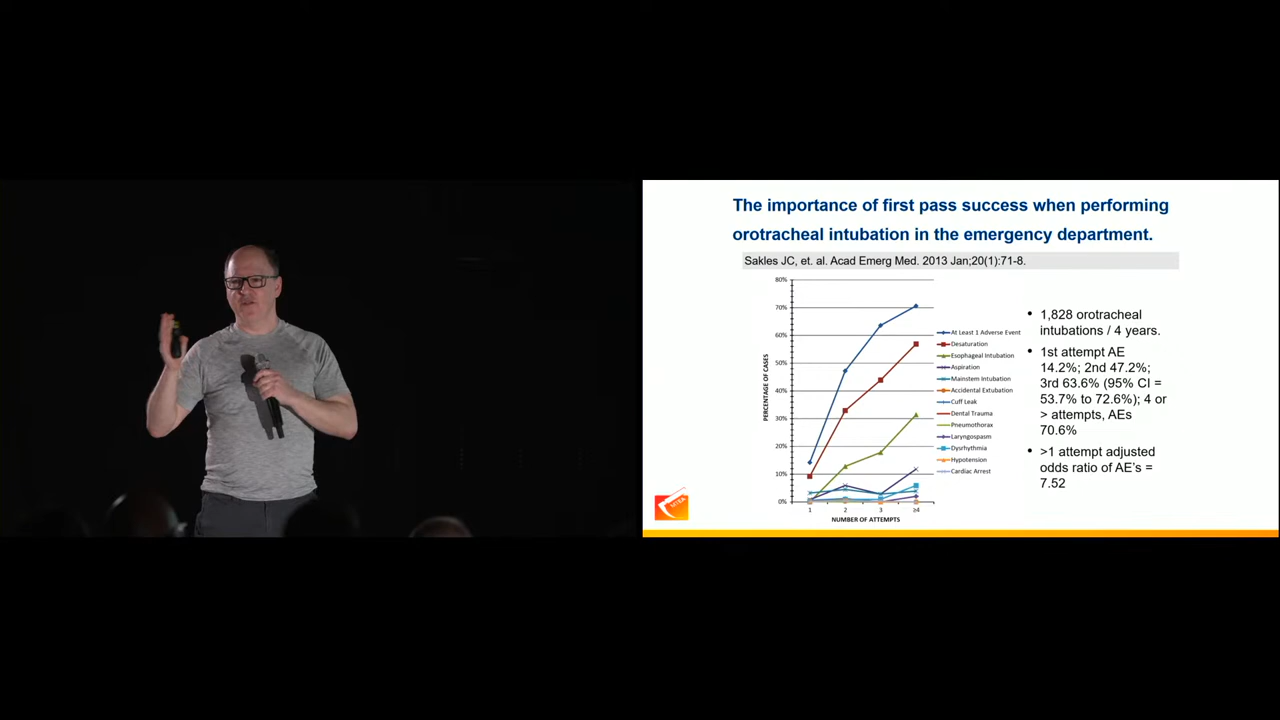 The importance of first pass success when performing
orotracheal intubation in the emergency department.
Sakles JC, et. al. Acad Emerg Med. 2013 Jan;20(1):71-8.
80%
70%
60%
50%
40%
30%
20%
10%
0%
PERCENTAGE OF CASES
1 2 3 ≥4
NUMBER OF ATTEMPTS
At Least 1 Adverse Event
Desaturation
Esophageal Intubation
Aspiration
Mainstem Intubation
Accidental Extubation
Cuff Leak
Dental Trauma
Pneumothorax
Laryngospasm
Dysrhythmia
Hypotension
Cardiac Arrest
• 1,828 orotracheal
intubations / 4 years.
• 1st attempt AE
14.2%; 2nd 47.2%;
3rd 63.6% (95% CI =
53.7% to 72.6%); 4 or
> attempts, AEs
70.6%
• >1 attempt adjusted
odds ratio of AE's =
7.52